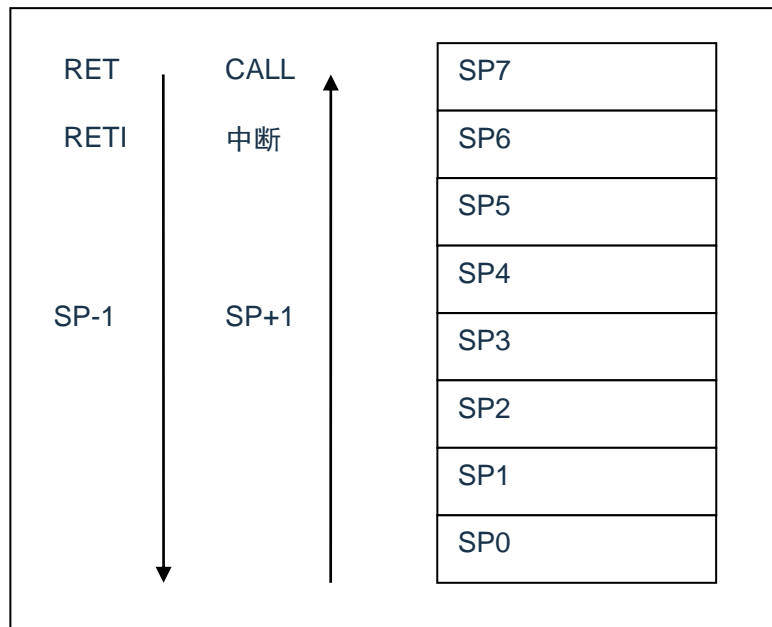 RET CALL SP7
RETI 中断 SP6
SP5
SP4
SP-1 SP+1
SP3
SP2
SP1
SP0